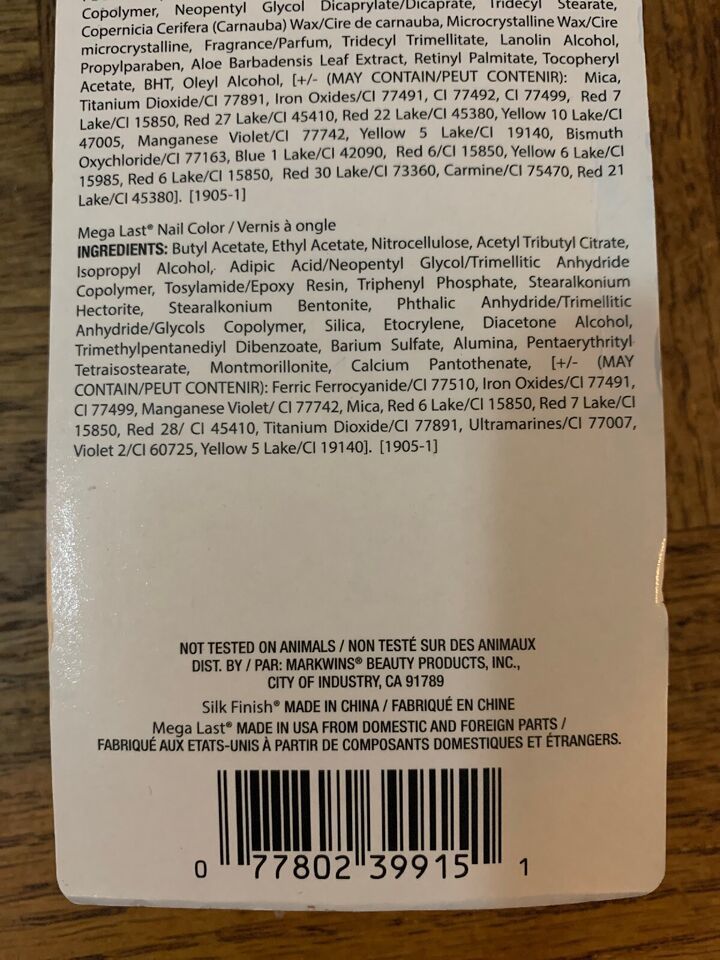 Copolymer, Neopentyl Glycol Dicaprylate/Dicaprate, Tridecyl Stearate,
Copernicia Cerifera (Carnauba) Wax/Cire de carnauba, Microcrystalline Wax/Cire
microcrystalline, Fragrance/Parfum, Tridecyl Trimellitate, Lanolin Alcohol,
Propylparaben, Aloe Barbadensis Leaf Extract, Retinyl Palmitate, Tocopheryl
Acetate, BHT, Oleyl Alcohol, [+/- (MAY CONTAIN/PEUT CONTENIR): Mica,
Titanium Dioxide/CI 77891, Iron Oxides/CI 77491, CI 77492, CI 77499, Red 7
Lake/CI 15850, Red 27 Lake/CI 45410, Red 22 Lake/CI 45380, Yellow 10 Lake/CI
47005, Manganese Violet/CI 77742, Yellow 5 Lake/CI 19140, Bismuth
Oxychloride/CI 77163, Blue 1 Lake/CI 42090, Red 6/CI 15850, Yellow 6 Lake/CI
15985, Red 6 Lake/CI 15850, Red 30 Lake/CI 73360, Carmine/CI 75470, Red 21
Lake/CI 45380]. [1905-1]
Mega Last® Nail Color / Vernis à ongle
INGREDIENTS: Butyl Acetate, Ethyl Acetate, Nitrocellulose, Acetyl Tributyl Citrate,
Isopropyl Alcohol, Adipic Acid/Neopentyl Glycol/Trimellitic Anhydride
Copolymer, Tosylamide/Epoxy Resin, Triphenyl Phosphate, Stearalkonium
Hectorite, Stearalkonium Bentonite, Phthalic Anhydride/Trimellitic
Anhydride/Glycols Copolymer, Silica, Etocrylene, Diacetone Alcohol,
Trimethylpentanediyl Dibenzoate, Barium Sulfate, Alumina, Pentaerythrityl
Tetraisostearate, Montmorillonite, Calcium Pantothenate, [+/- (MAY
CONTAIN/PEUT CONTENIR): Ferric Ferrocyanide/CI 77510, Iron Oxides/CI 77491,
CI 77499, Manganese Violet/ CI 77742, Mica, Red 6 Lake/CI 15850, Red 7 Lake/CI
15850, Red 28/ CI 45410, Titanium Dioxide/CI 77891, Ultramarines/CI 77007,
Violet 2/CI 60725, Yellow 5 Lake/CI 19140]. [1905-1]
NOT TESTED ON ANIMALS / NON TESTÉ SUR DES ANIMAUX
DIST. BY / PAR: MARKWINS® BEAUTY PRODUCTS, INC.,
CITY OF INDUSTRY, CA 91789
Silk Finish® MADE IN CHINA / FABRIQUÉ EN CHINE
Mega Last® MADE IN USA FROM DOMESTIC AND FOREIGN PARTS /
FABRIQUÉ AUX ETATS-UNIS À PARTIR DE COMPOSANTS DOMESTIQUES ET ÉTRANGERS.
0 77802 39915 1